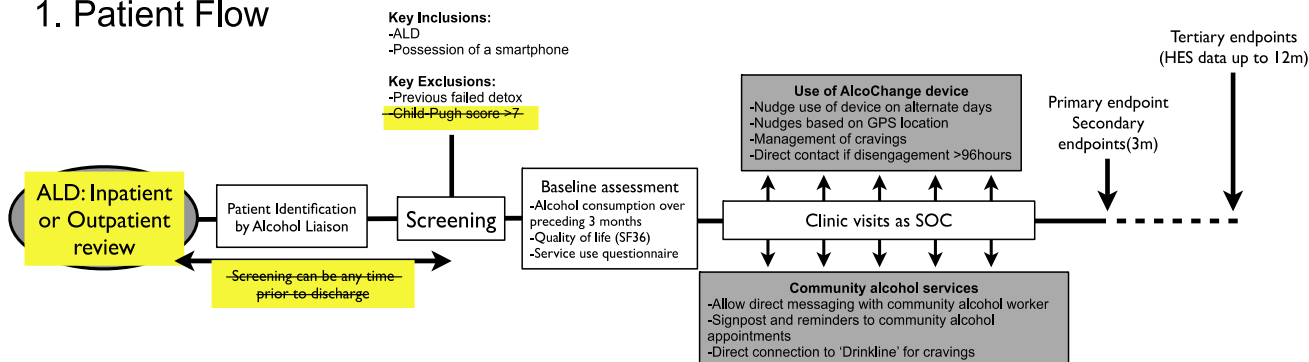 1. Patient Flow
Key Inclusions:
-ALD
-Possession of a smartphone
Key Exclusions:
-Previous failed detox
-Child-Pugh score >7
ALD: Inpatient
or Outpatient
review
Patient Identification
by Alcohol Liaison
Screening
Screening can be any time
prior to discharge
Baseline assessment
-Alcohol consumption over
preceding 3 months
-Quality of life (SF36)
-Service use questionnaire
Use of AlcoChange device
-Nudge use of device on alternate days
-Nudges based on GPS location
-Management of cravings
-Direct contact if disengagement >96hours
Clinic visits as SOC
Community alcohol services
-Allow direct messaging with community alcohol worker
-Signpost and reminders to community alcohol
appointments
-Direct connection to 'Drinkline' for cravings
Primary endpoint
Secondary
endpoints(3m)
Tertiary endpoints
(HES data up to 12m)